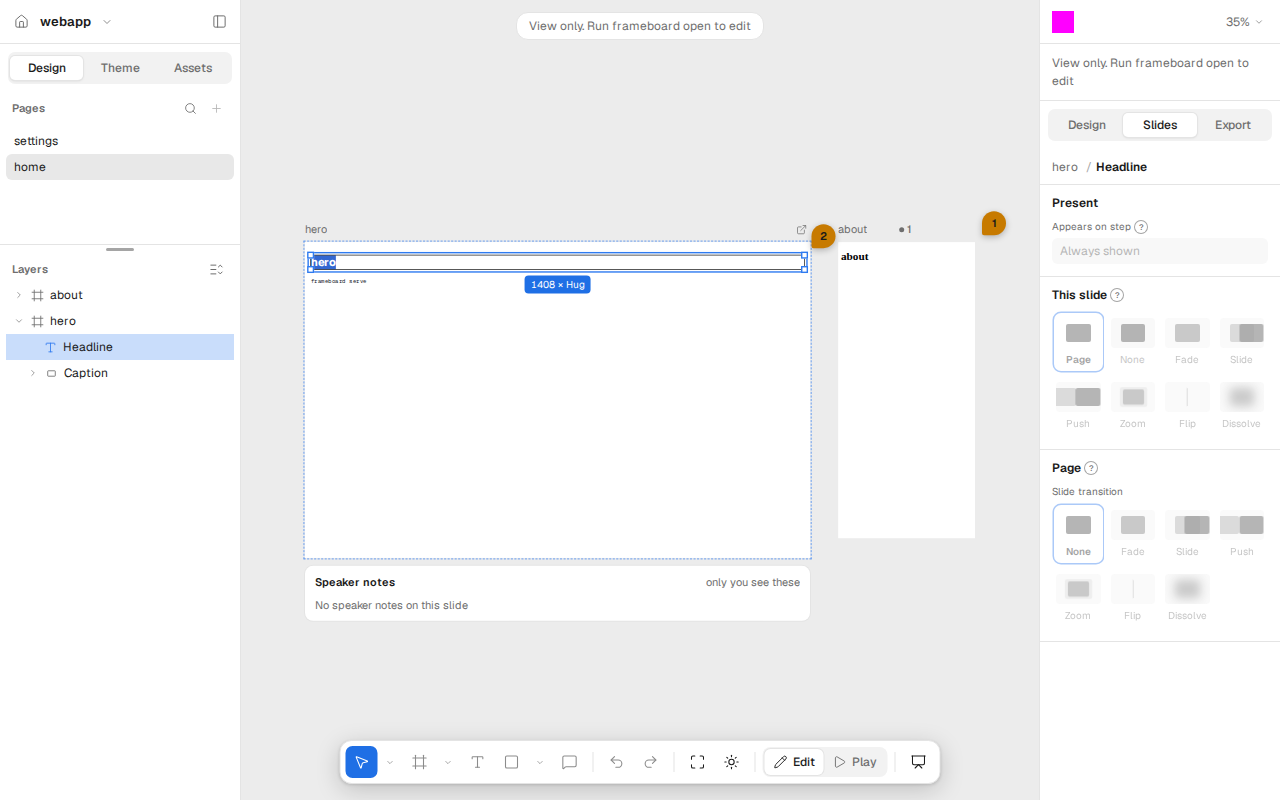 webapp
View only. Run frameboard open to edit
35%
View only. Run frameboard open to
edit
Design
Theme
Assets
Design
Slides
Export
Pages
settings
home
hero / Headline
Present
Appears on step ?
Always shown
hero
about
1
1
2
hero
about
frameboard serve
1408 × Hug
Layers
about
hero
Headline
Caption
This slide ?
Page
None
Fade
Slide
Push
Zoom
Flip
Dissolve
Page ?
Slide transition
None
Fade
Slide
Push
Zoom
Flip
Dissolve
Speaker notes
only you see these
No speaker notes on this slide
Edit
Play